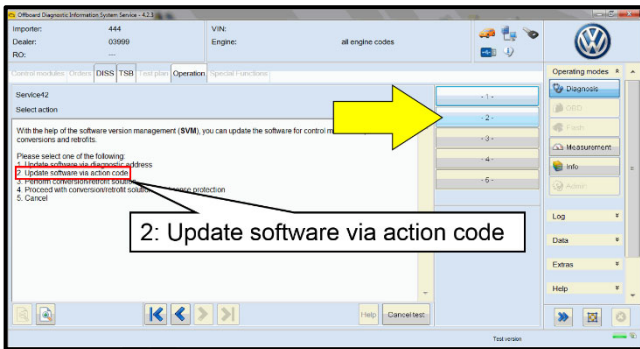 Offboard Diagnostic Information System Service - 4.2.3
Importer: 444 VIN:
Dealer: 03999 Engine: all engine codes
RO: ---
Control modules Orders DISS TSB Test plan Operation Special Functions
Operating modes
Service42
Select action
With the help of the software version management (SVM), you can update the software for control
conversions and retrofits.
Please select one of the following:
1. Update software via diagnostic address
2. Update software via action code
3. Perform conversion/retrofit solution
4. Proceed with conversion/retrofit
5. Cancel
2: Update software via action code
- 1 -
- 2 -
- 3 -
- 4 -
- 5 -
Diagnosis
OBD
Flash
Measurement
Info
Admin
Log
Data
Extras
Help
Help Cancel test
Test version